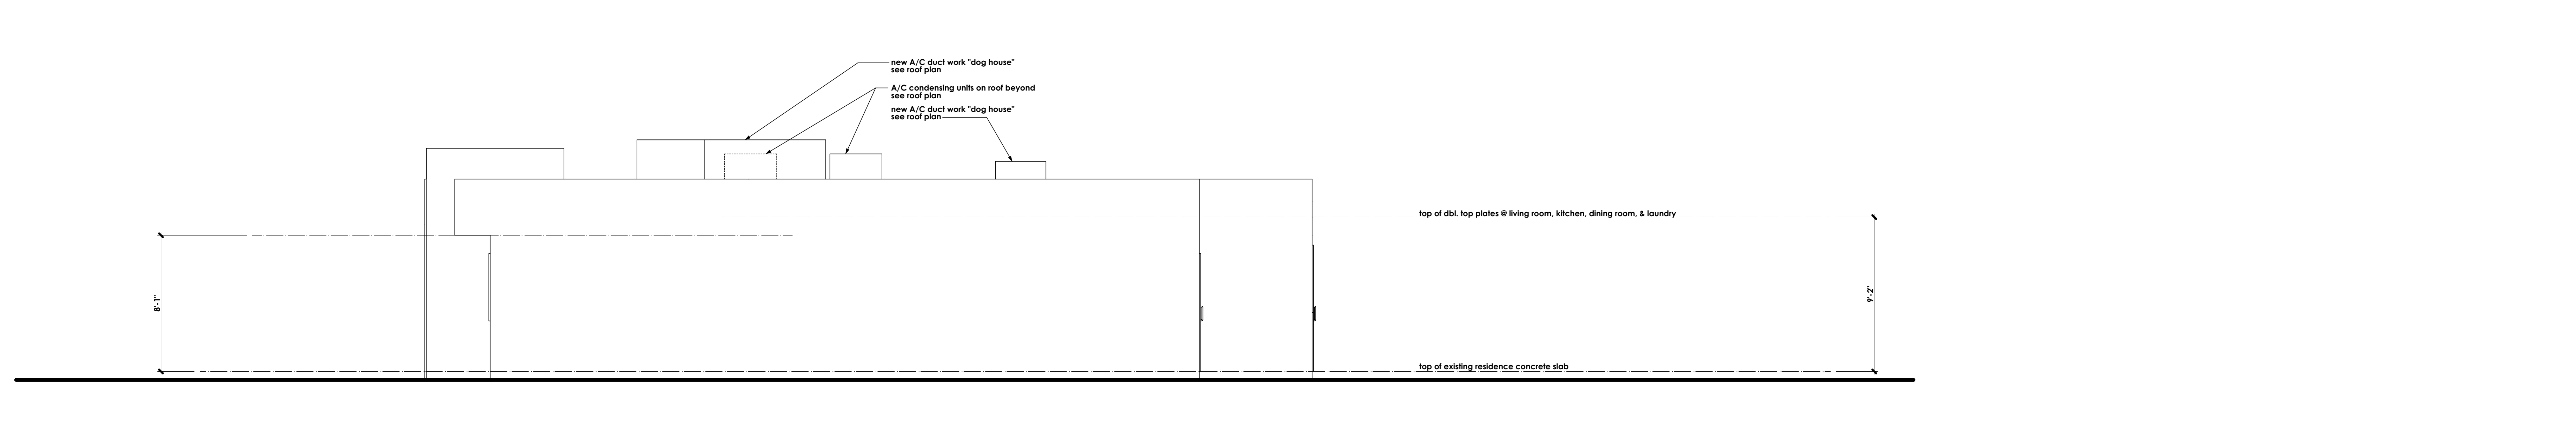 new A/C duct work "dog house"
see roof plan
A/C condensing units on roof beyond
see roof plan
new A/C duct work "dog house"
see roof plan
top of dbl. top plates @ living room, kitchen, dining room, & laundry
8'-1"
9'-2"
top of existing residence concrete slab